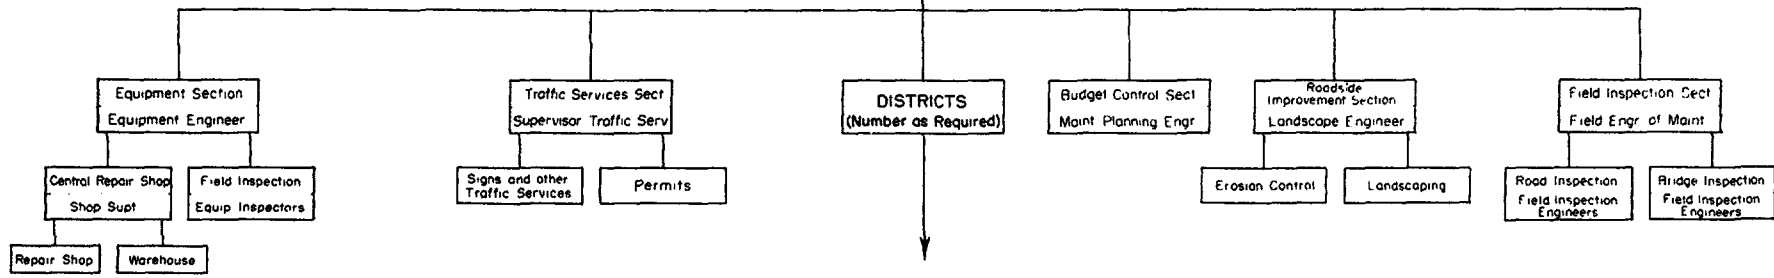 Equipment Section
Equipment Engineer
Traffic Services Sect
Supervisor Traffic Serv
DISTRICTS
(Number as Required)
Budget Control Sect
Maint Planning Engr
Roadside
Improvement Section
Landscape Engineer
Field Inspection Sect
Field Engr of Maint
Central Repair Shop
Shop Supt
Field Inspection
Equip Inspectors
Signs and other
Traffic Services
Permits
Erosion Control
Landscaping
Road Inspection
Field Inspection
Engineers
Bridge Inspection
Field Inspection
Engineers
Repair Shop
Warehouse